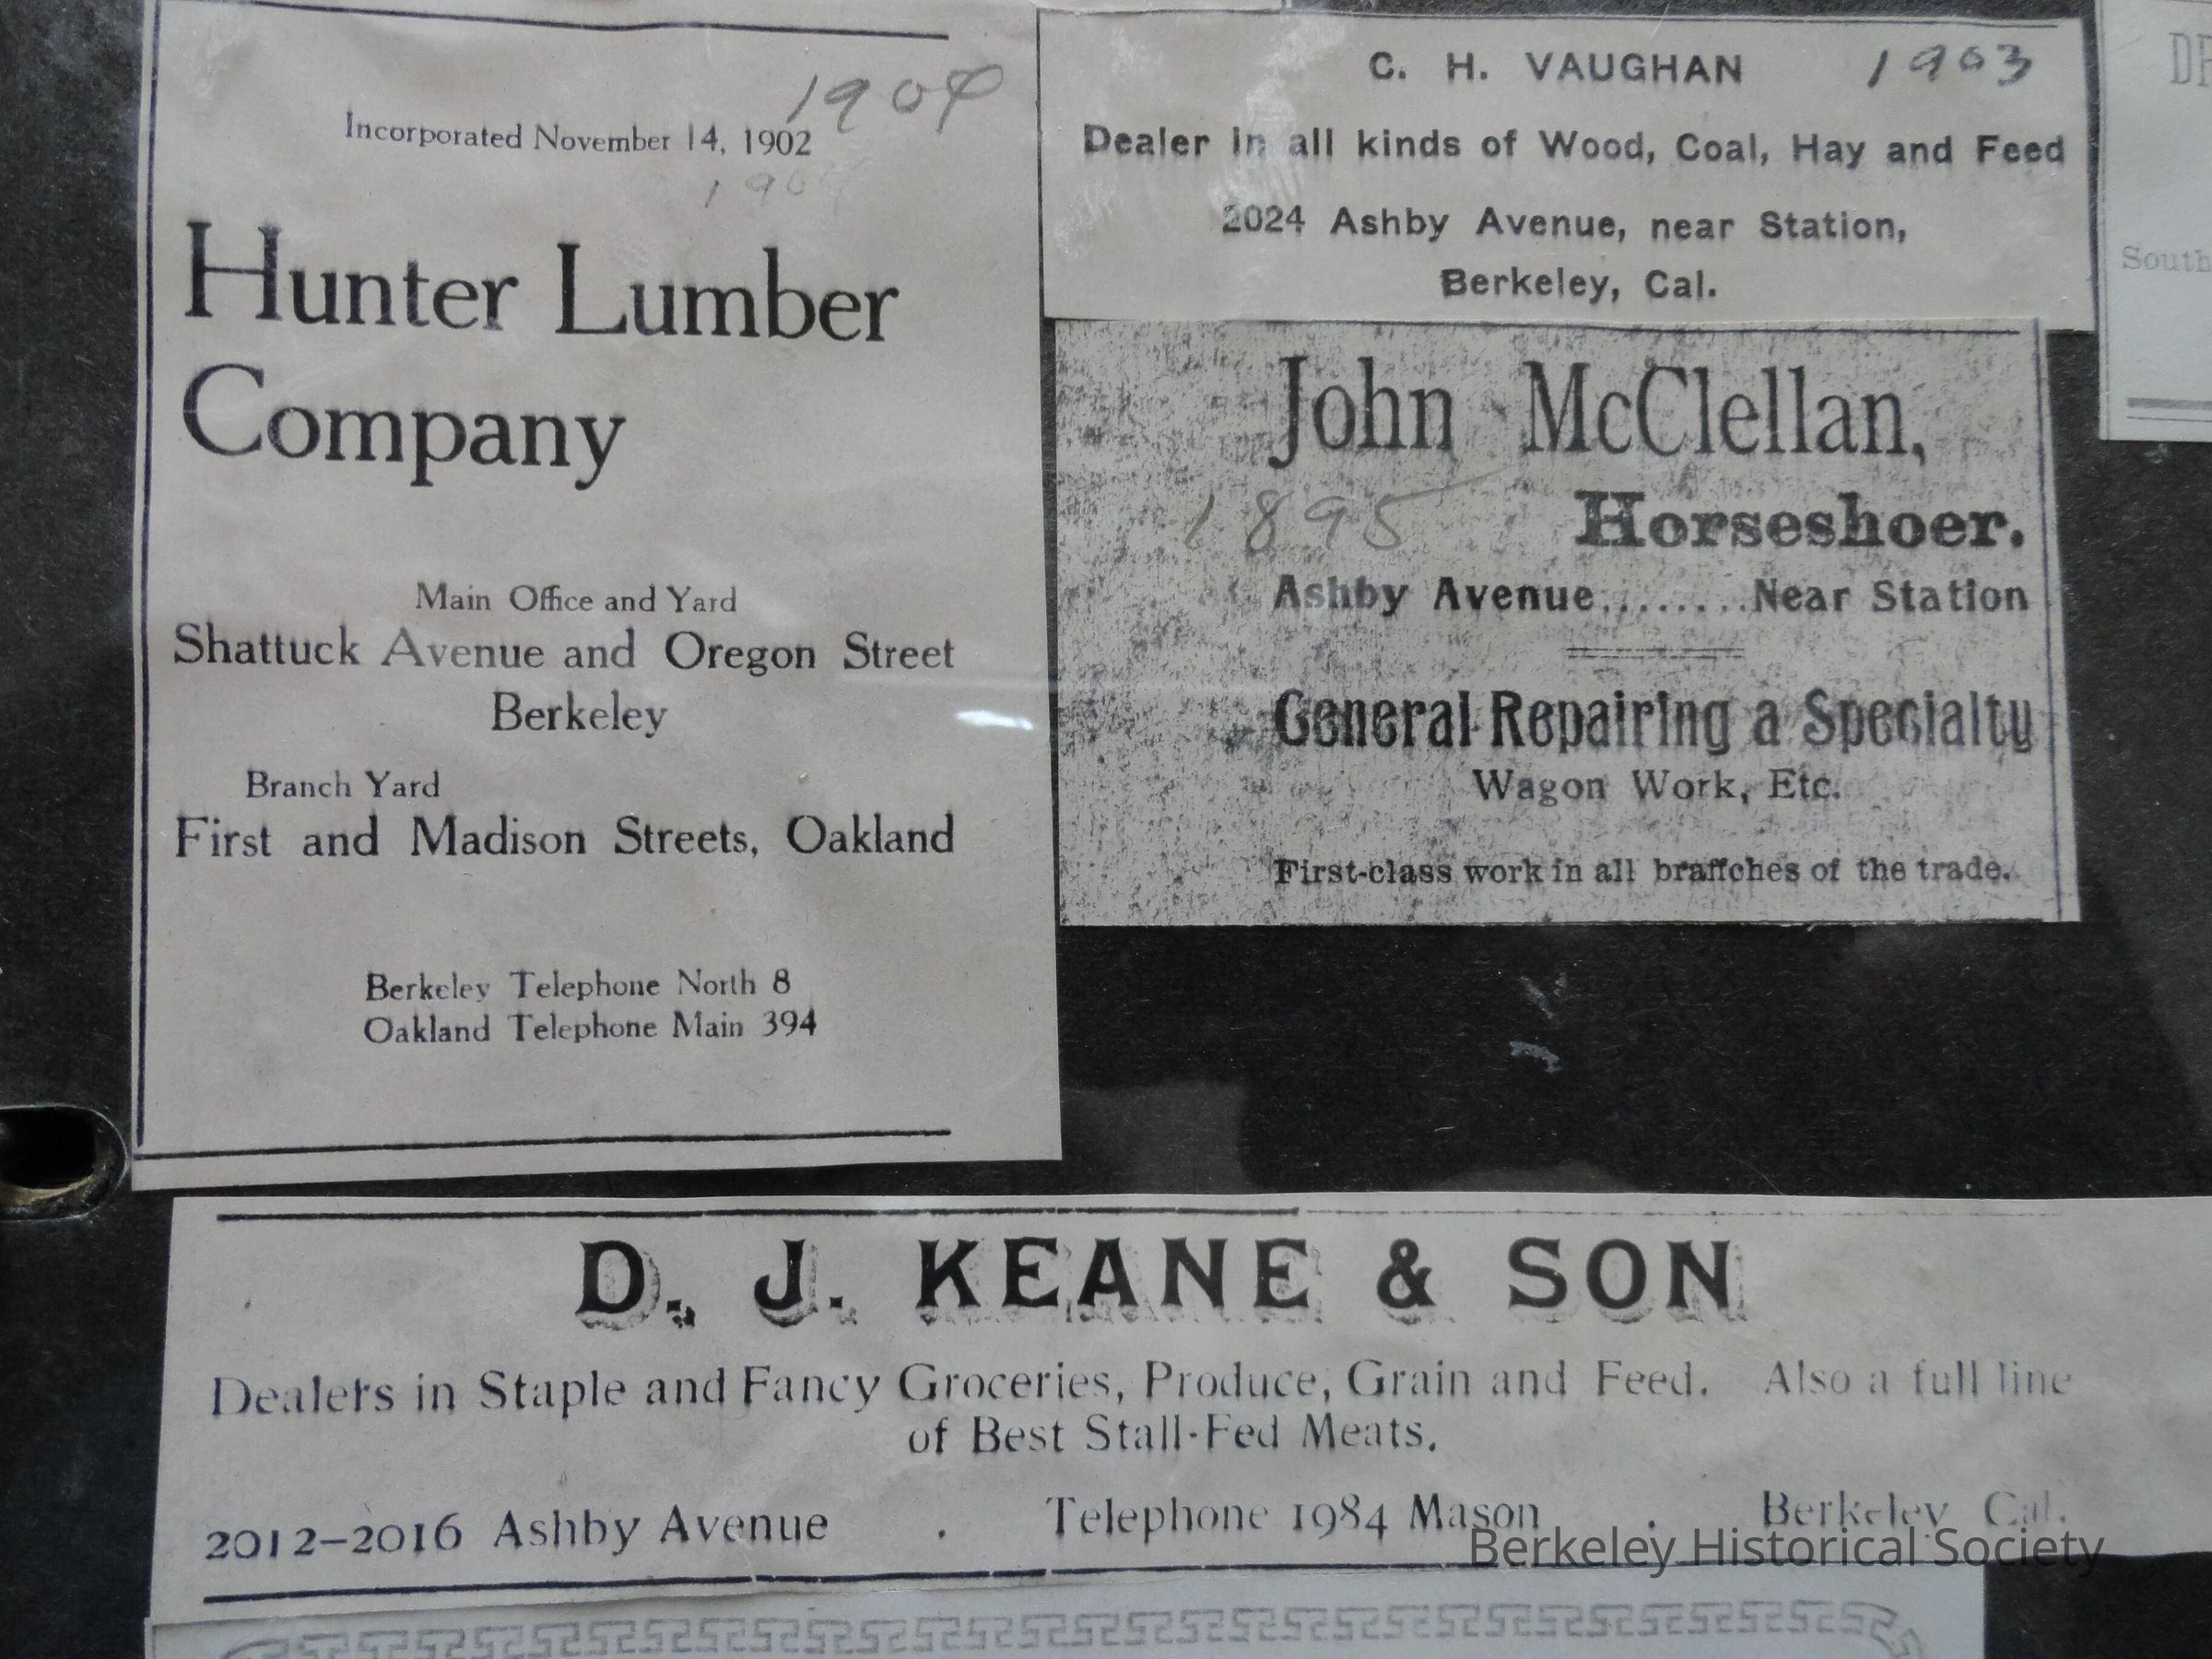 1904
Incorporated November 14, 1902
Hunter Lumber
Company
Main Office and Yard
Shattuck Avenue and Oregon Street
Berkeley
Branch Yard
First and Madison Streets, Oakland
Berkeley Telephone North 8
Oakland Telephone Main 394
C. H. VAUGHAN 1903
Dealer in all kinds of Wood, Coal, Hay and Feed
2024 Ashby Avenue, near Station,
Berkeley, Cal.
John McClellan,
1895 Horseshoer.
Ashby Avenue........Near Station
General Repairing a Specialty
Wagon Work, Etc.
First-class work in all branches of the trade.
South
D. J. KEANE & SON
Dealers in Staple and Fancy Groceries, Produce, Grain and Feed. Also a full line
of Best Stall-Fed Meats.
2012–2016 Ashby Avenue . Telephone 1984 Mason . Berkeley, Cal.
Berkeley Historical Society